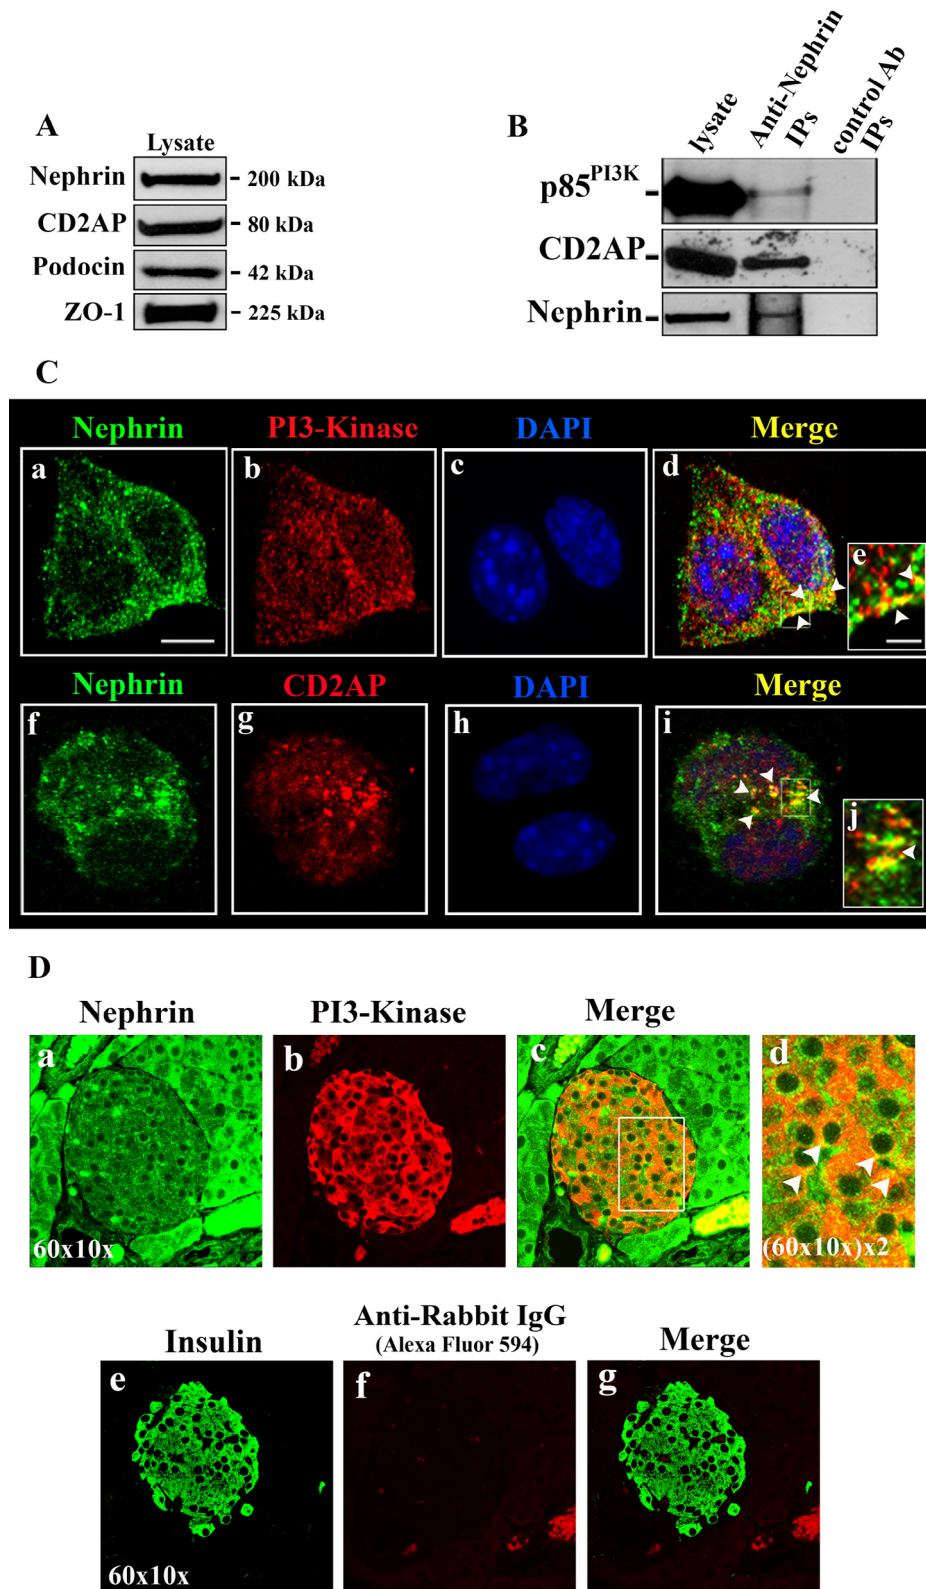 A
Lysate
Nephrin
200 kDa
CD2AP
80 kDa
Podocin
42 kDa
ZO-1
225 kDa
B
lysate
Anti-Nephrin
IPs
control Ab
IPs
p85PI3K
CD2AP
Nephrin
C
Nephrin PI3-Kinase DAPI Merge
a b c d
e
Nephrin CD2AP DAPI Merge
f g h i
j
D
Nephrin PI3-Kinase Merge
a b c d
60x10x
(60x10x)x2
Insulin
Anti-Rabbit IgG
(Alexa Fluor 594)
Merge
e f g
60x10x